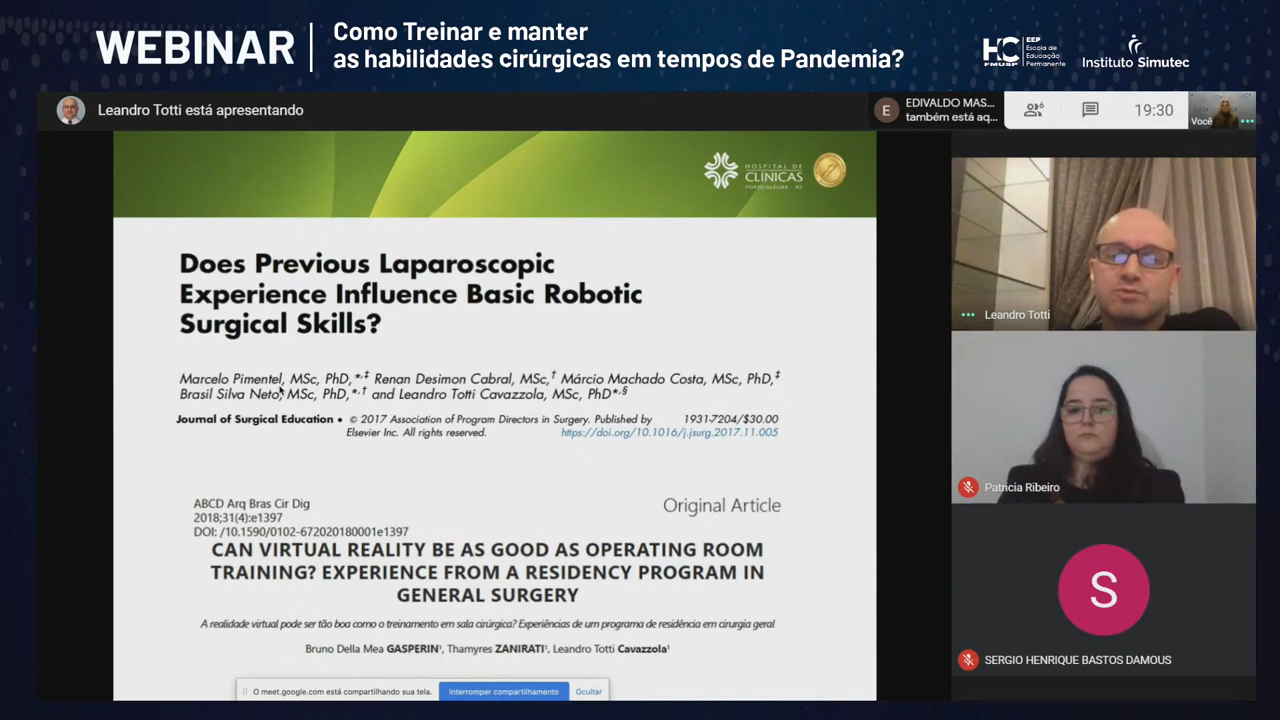 WEBINAR
Como Treinar e manter
as habilidades cirúrgicas em tempos de Pandemia?
HC
FMUSP
EEP
Escola de
Educação
Permanente
Instituto Simutec
Leandro Totti está apresentando
E
EDIVALDO MAS...
também está aq...
6
19:30
Você
HOSPITAL DE
CLINICAS
PORTO ALEGRE - RS
Does Previous Laparoscopic
Experience Influence Basic Robotic
Surgical Skills?
Marcelo Pimentel, MSc, PhD,*,‡ Renan Desimon Cabral, MSc,† Márcio Machado Costa, MSc, PhD,‡
Brasil Silva Neto, MSc, PhD,*,† and Leandro Totti Cavazzola, MSc, PhD*,§
Journal of Surgical Education • © 2017 Association of Program Directors in Surgery. Published by 1931-7204/$30.00
Elsevier Inc. All rights reserved. https://doi.org/10.1016/j.jsurg.2017.11.005
ABCD Arq Bras Cir Dig
2018;31(4):e1397
DOI: /10.1590/0102-672020180001e1397
Original Article
CAN VIRTUAL REALITY BE AS GOOD AS OPERATING ROOM
TRAINING? EXPERIENCE FROM A RESIDENCY PROGRAM IN
GENERAL SURGERY
A realidade virtual pode ser tão boa como o treinamento em sala cirúrgica? Experiências de um programa de residência em cirurgia geral
Bruno Della Mea GASPERIN¹, Thamyres ZANIRATI¹, Leandro Totti Cavazzola¹
O meet.google.com está compartilhando sua tela.
Interromper compartilhamento
Ocultar
Leandro Totti
Patricia Ribeiro
S
SERGIO HENRIQUE BASTOS DAMOUS